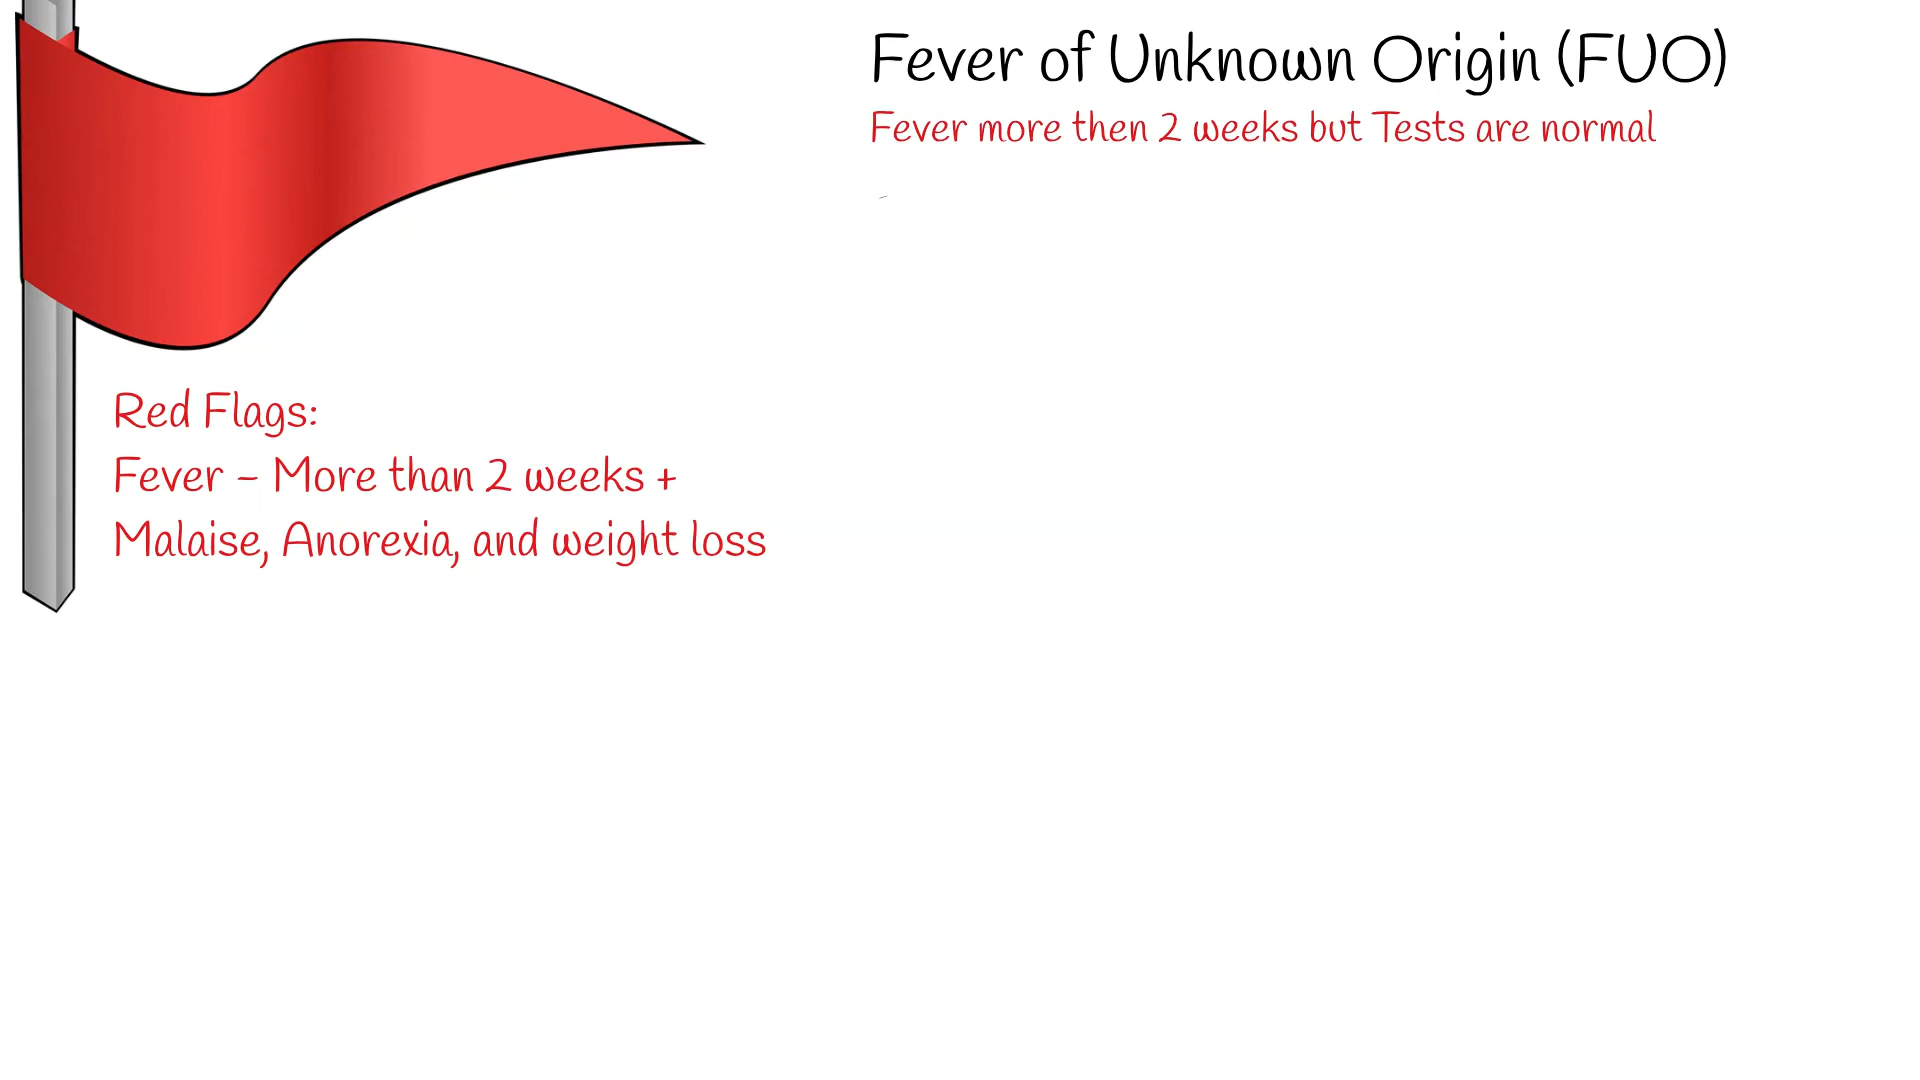 Fever of Unknown Origin (FUO)
Fever more then 2 weeks but Tests are normal
Red Flags:
Fever - More than 2 weeks +
Malaise, Anorexia, and weight loss